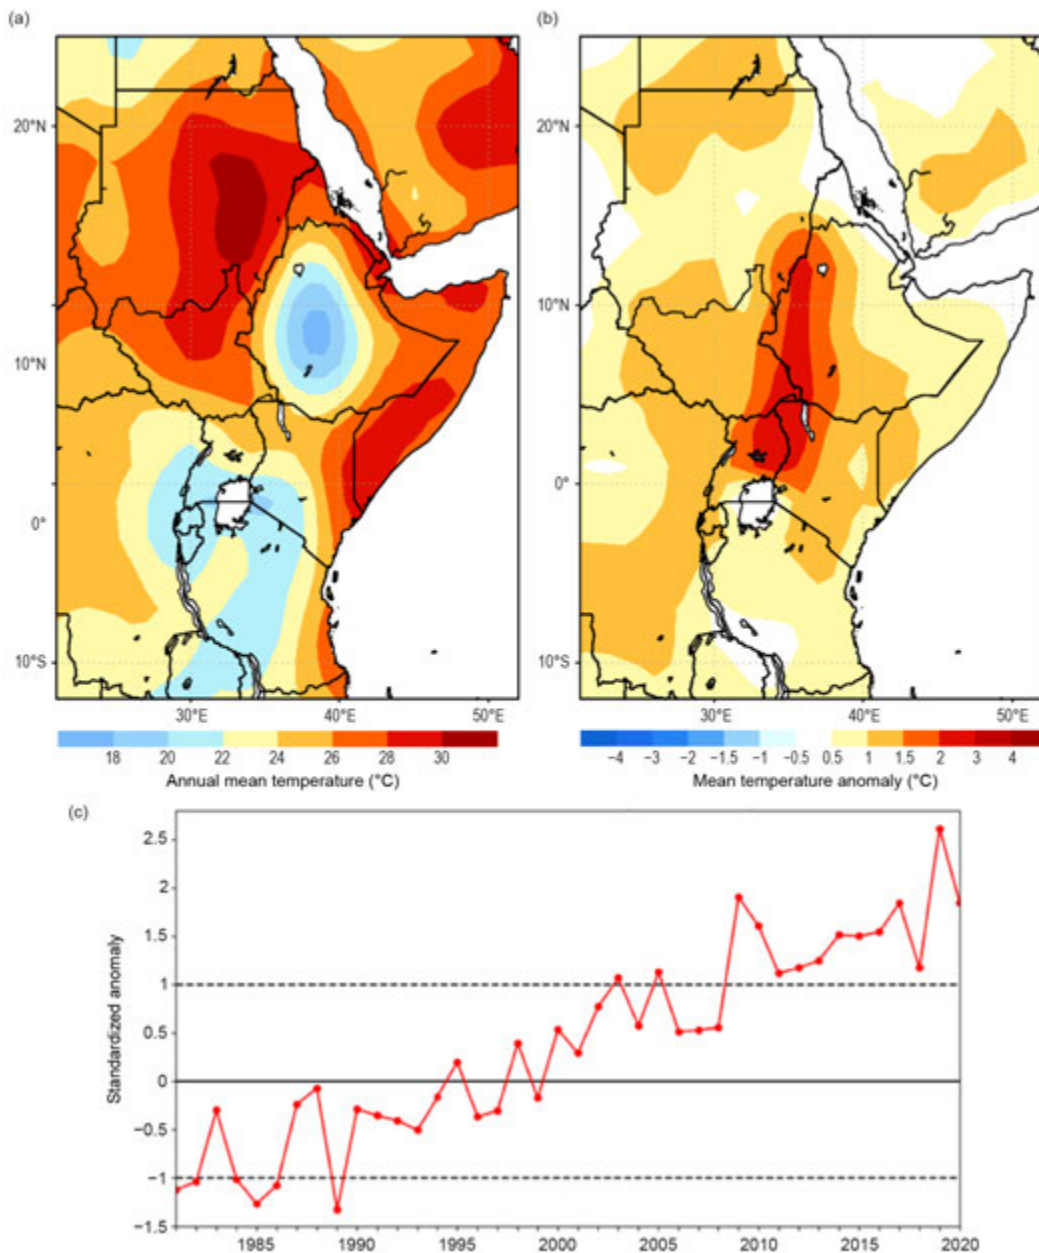 (a)
(b)
20°N
20°N
10°N
10°N
0°
0°
10°S
10°S
30°E 40°E 50°E
30°E 40°E 50°E
18 20 22 24 26 28 30
−4 −3 −2 −1.5 −1 −0.5 0.5 1 1.5 2 3 4
Annual mean temperature (°C)
Mean temperature anomaly (°C)
(c)
2.5
2
1.5
1
0.5
0
−0.5
−1
−1.5
Standardized anomaly
1985 1990 1995 2000 2005 2010 2015 2020